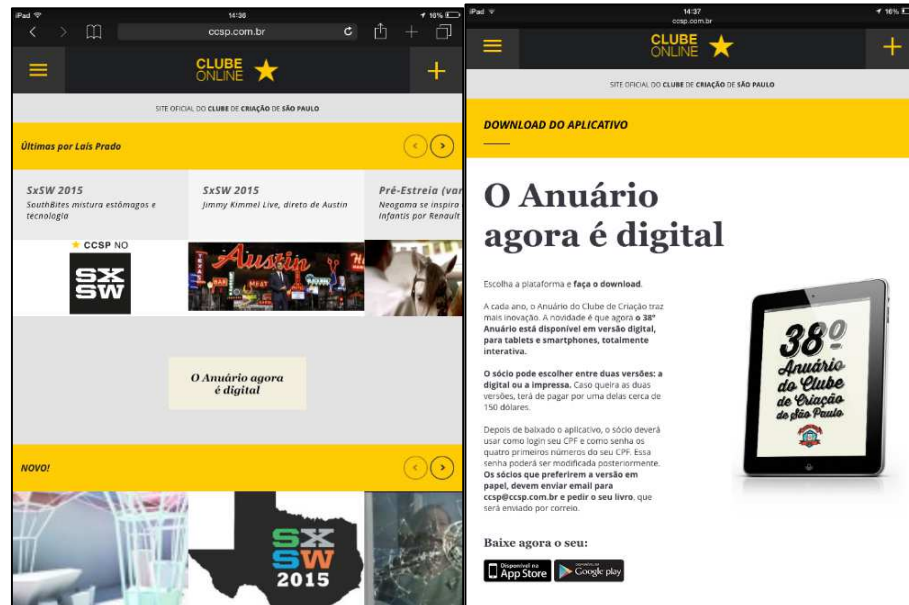 iPad
14:36
16%
ccsp.com.br
CLUBE
ONLINE
SITE OFICIAL DO CLUBE DE CRIAÇÃO DE SÃO PAULO
Últimas por Laís Prado
SxSW 2015
SouthBites mistura estômagos e
tecnologia
SxSW 2015
Jimmy Kimmel Live, direto de Austin
Pré-Estreia (var
Neogama se inspira
Infantis por Renault
CCSP NO
SX
SW
Austin
BAR
MEAT
O Anuário agora
é digital
NOVO!
SX
SW
2015
iPad
14:37
16%
ccsp.com.br
CLUBE
ONLINE
SITE OFICIAL DO CLUBE DE CRIAÇÃO DE SÃO PAULO
DOWNLOAD DO APLICATIVO
O Anuário
agora é digital
Escolha a plataforma e faça o download.
A cada ano, o Anuário do Clube de Criação traz
mais inovação. A novidade é que agora o 38º
Anuário está disponível em versão digital,
para tablets e smartphones, totalmente
interativa.
O sócio pode escolher entre duas versões: a
digital ou a impressa. Caso queira as duas
versões, terá de pagar por uma delas cerca de
150 dólares.
Depois de baixado o aplicativo, o sócio deverá
usar como login seu CPF e como senha os
quatro primeiros números do seu CPF. Essa
senha poderá ser modificada posteriormente.
Os sócios que preferirem a versão em
papel, devem enviar email para
ccsp@ccsp.com.br e pedir o seu livro, que
será enviado por correio.
38º
Anuário
do Clube
de Criação
de São Paulo
Baixe agora o seu:
Disponível na
App Store
Google play